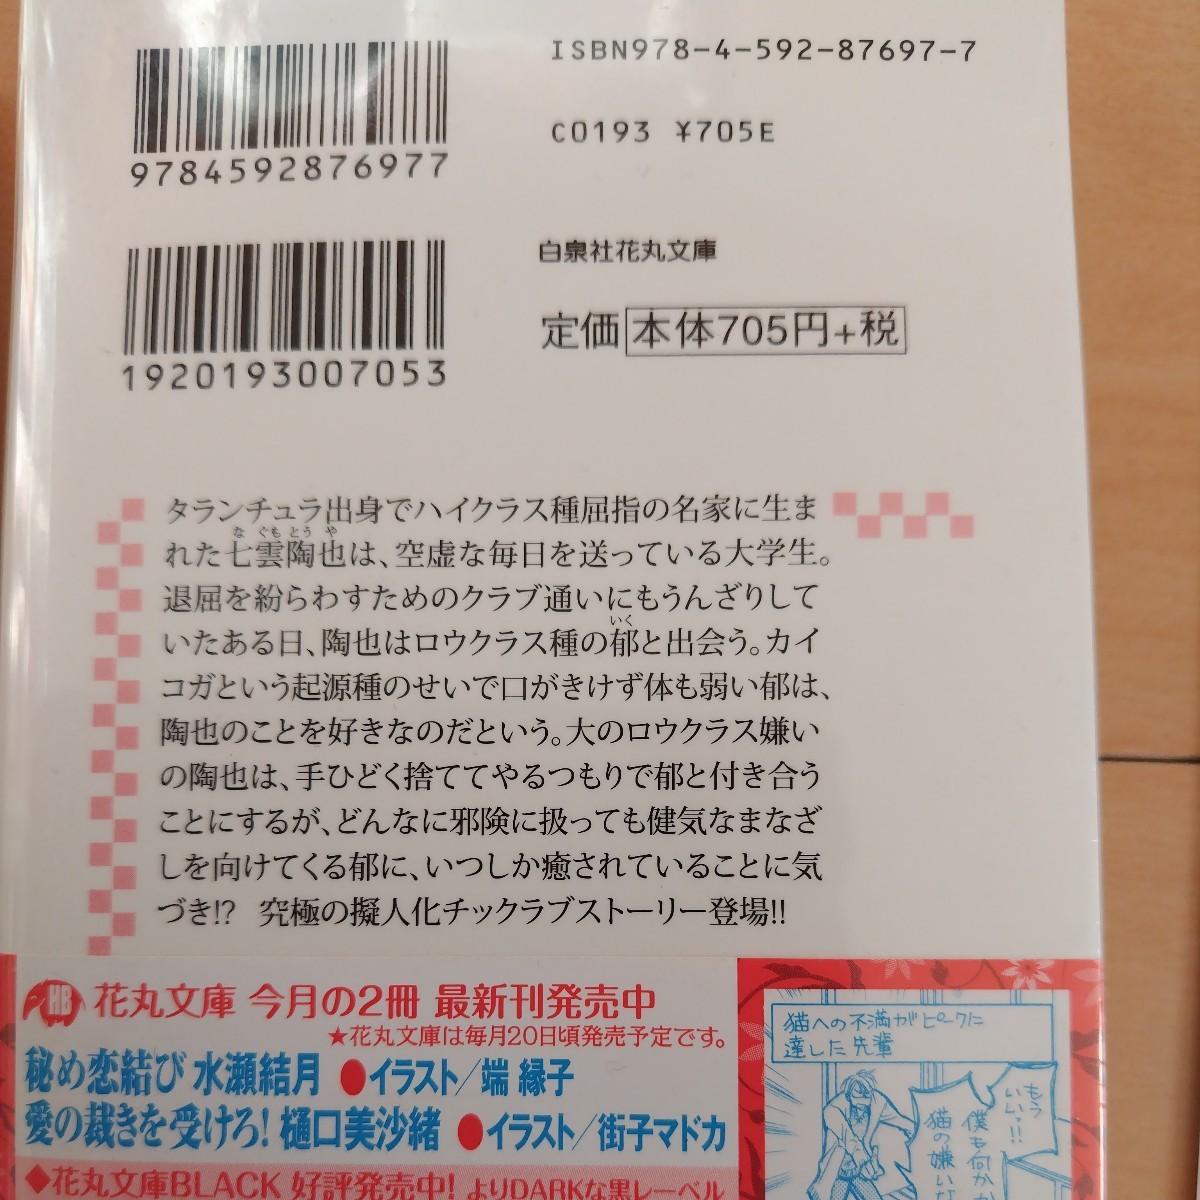 ISBN978-4-592-87697-7
C0193 ¥705E
9784592876977
1920193007053
白泉社花丸文庫
定価 本体705円+税
タランチュラ出身でハイクラス種屈指の名家に生ま
なぐもとうや
れた七雲陶也は、空虚な毎日を送っている大学生。
退屈を紛らわすためのクラブ通いにもうんざりして
いく
いたある日、陶也はロウクラス種の郁と出会う。カイ
コガという起源種のせいで口がきけず体も弱い郁は、
陶也のことを好きなのだという。大のロウクラス嫌い
の陶也は、手ひどく捨ててやるつもりで郁と付き合う
ことにするが、どんなに邪険に扱っても健気なまなざ
しを向けてくる郁に、いつしか癒されていることに気
づき!? 究極の擬人化チックラブストーリー登場!!
HB 花丸文庫 今月の2冊 最新刊発売中
★花丸文庫は毎月20日頃発売予定です。
秘め恋結び 水瀬結月 ●イラスト/端 縁子
愛の裁きを受けろ! 樋口美沙緒 ●イラスト/街子マドカ
◆花丸文庫BLACK 好評発売中! よりDARKな黒レーベル
猫への不満がピークに
達した先輩
もう
いいっ!!
僕も何か
猫の嫌い